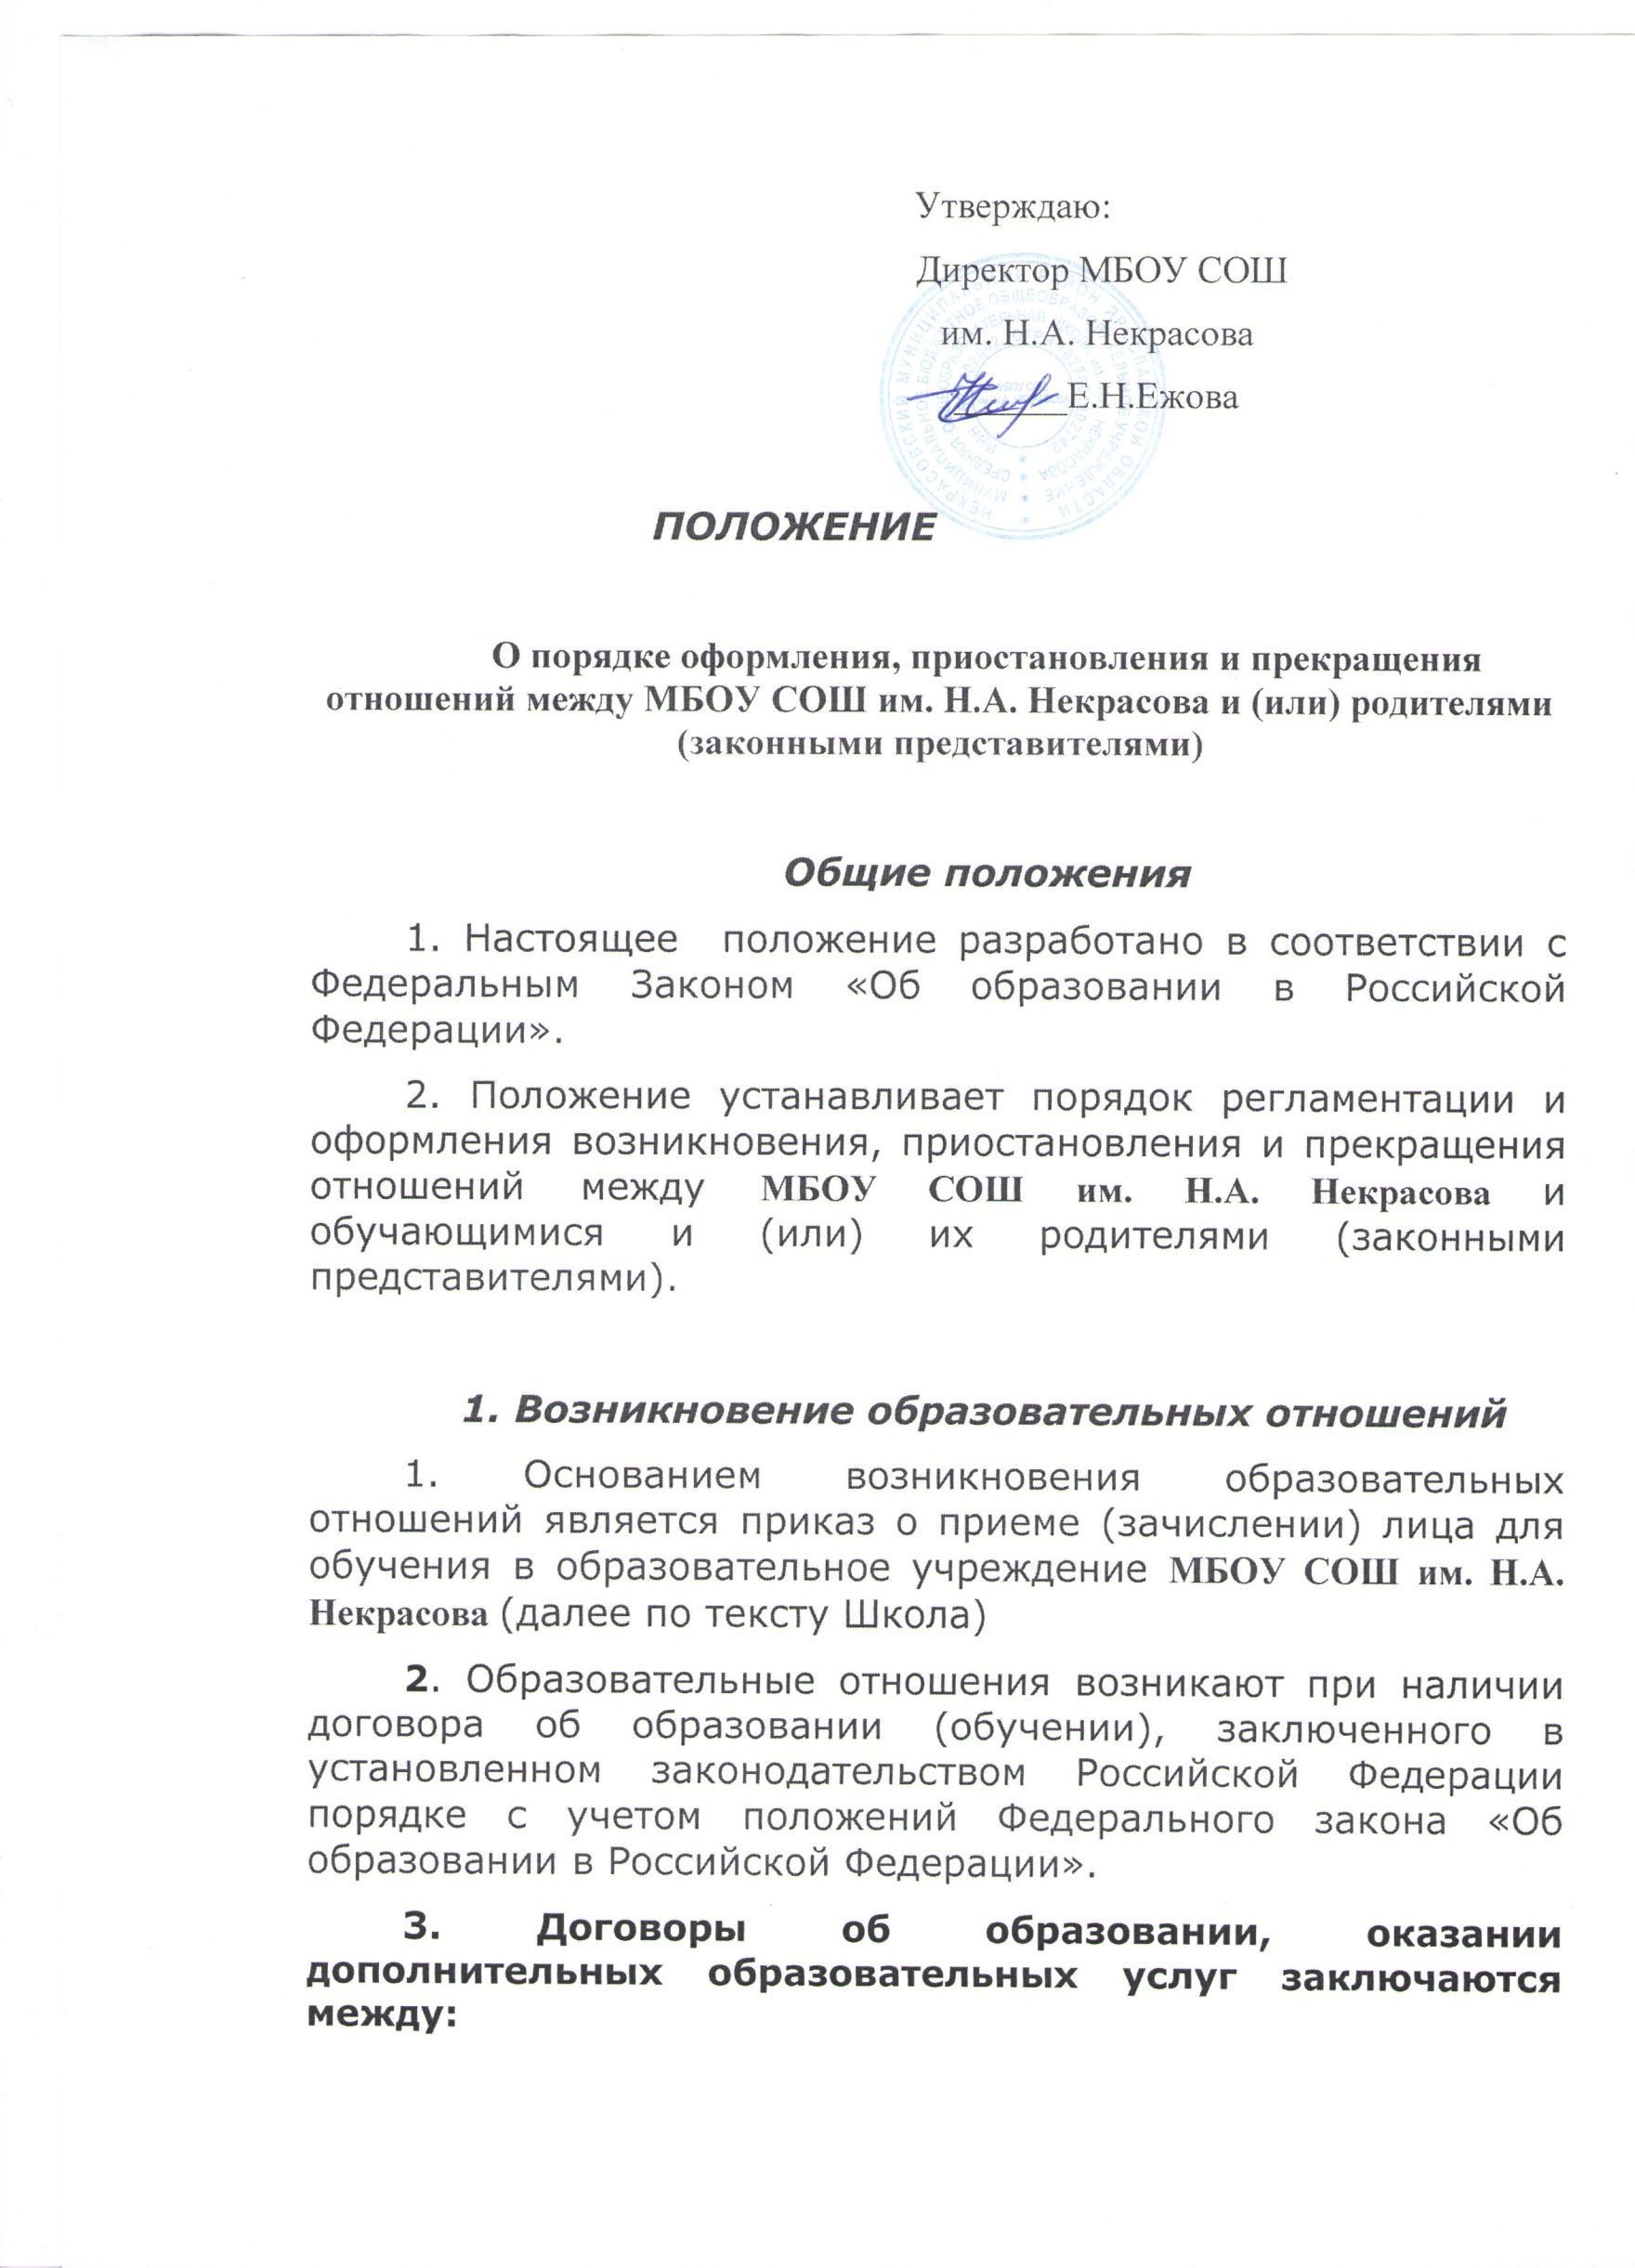 Утверждаю:
Директор МБОУ СОШ
им. Н.А. Некрасова
______Е.Н.Ежова
ПОЛОЖЕНИЕ
О порядке оформления, приостановления и прекращения
отношений между МБОУ СОШ им. Н.А. Некрасова и (или) родителями
(законными представителями)
Общие положения
1. Настоящее положение разработано в соответствии с
Федеральным Законом «Об образовании в Российской
Федерации».
2. Положение устанавливает порядок регламентации и
оформления возникновения, приостановления и прекращения
отношений между МБОУ СОШ им. Н.А. Некрасова и
обучающимися и (или) их родителями (законными
представителями).
1. Возникновение образовательных отношений
1. Основанием возникновения образовательных
отношений является приказ о приеме (зачислении) лица для
обучения в образовательное учреждение МБОУ СОШ им. Н.А.
Некрасова (далее по тексту Школа)
2. Образовательные отношения возникают при наличии
договора об образовании (обучении), заключенного в
установленном законодательством Российской Федерации
порядке с учетом положений Федерального закона «Об
образовании в Российской Федерации».
3. Договоры об образовании, оказании
дополнительных образовательных услуг заключаются
между: